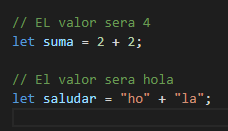 // EL valor sera 4
let suma = 2 + 2;
// El valor sera hola
let saludar = "ho" + "la";